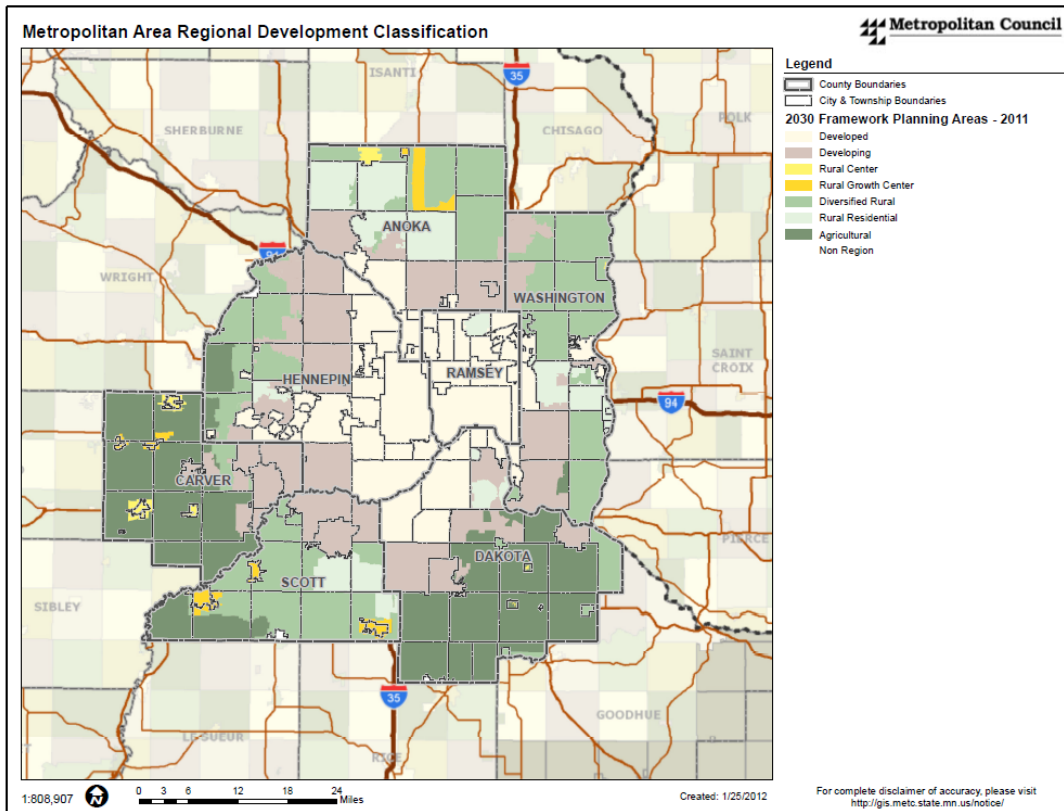 Metropolitan Area Regional Development Classification
Metropolitan Council
Legend
County Boundaries
City & Township Boundaries
2030 Framework Planning Areas - 2011
Developed
Developing
Rural Center
Rural Growth Center
Diversified Rural
Rural Residential
Agricultural
Non Region
ISANTI
35
SHERBURNE
CHISAGO
POLK
ANOKA
94
WRIGHT
WASHINGTON
SAINT
CROIX
HENNEPIN
RAMSEY
94
CARVER
PIERCE
DAKOTA
SCOTT
SIBLEY
35
GOODHUE
LE SUEUR
RICE
1:808,907
N
0 3 6 12 18 24
Miles
Created: 1/25/2012
For complete disclaimer of accuracy, please visit
http://gis.metc.state.mn.us/notice/